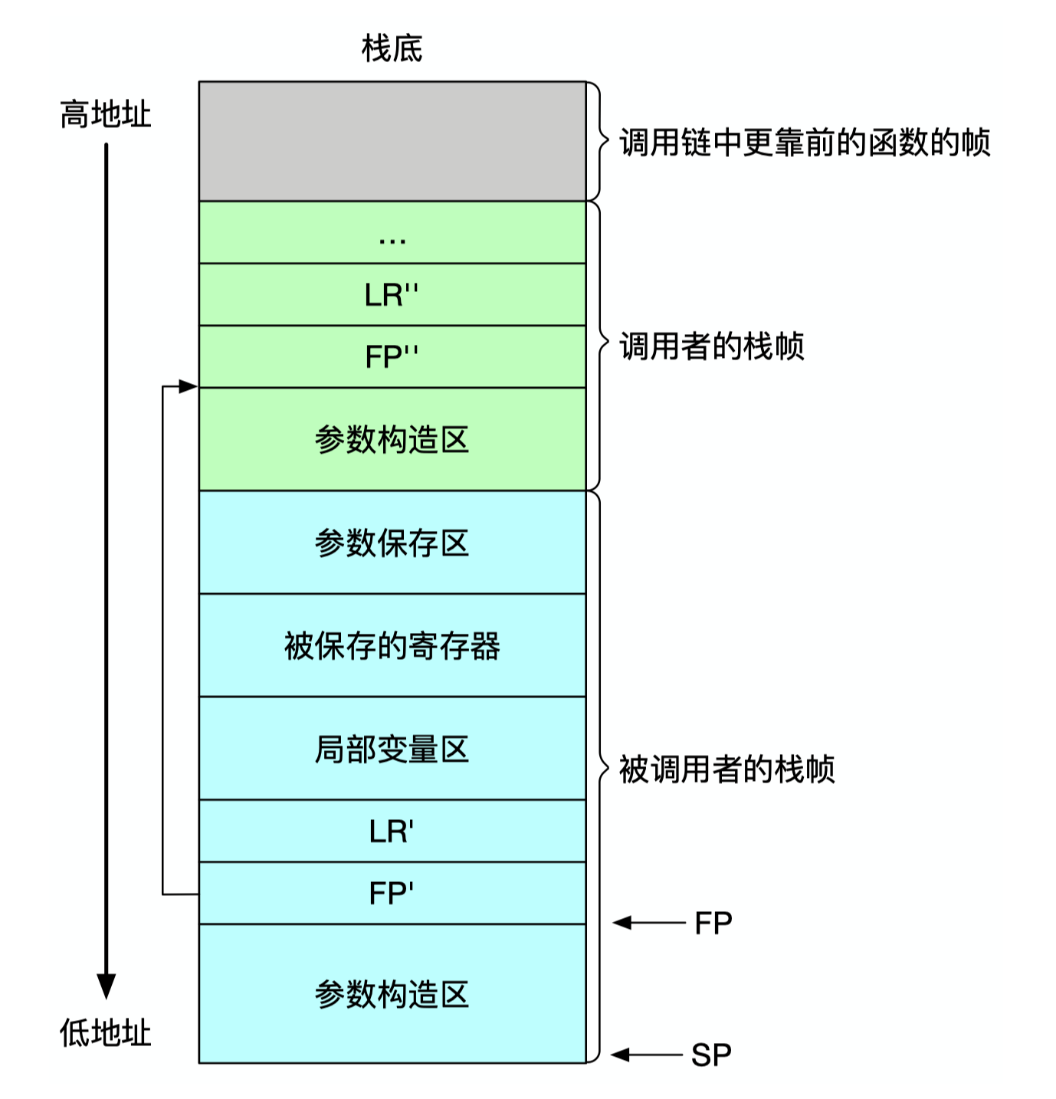 栈底
高地址
调用链中更靠前的函数的帧
...
LR''
FP''
调用者的栈帧
参数构造区
参数保存区
被保存的寄存器
局部变量区
被调用者的栈帧
LR'
FP'
FP
参数构造区
低地址
SP